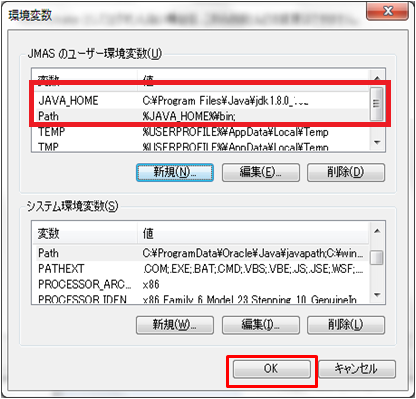 環境変数
JMAS のユーザー環境変数(U)
変数 値
JAVA_HOME C:¥Program Files¥Java¥jdk1.8.0_102
Path %JAVA_HOME%¥bin;
TEMP %USERPROFILE%¥AppData¥Local¥Temp
TMP %USERPROFILE%¥AppData¥Local¥Temp
新規(N)... 編集(E)... 削除(D)
システム環境変数(S)
変数 値
Path C:¥ProgramData¥Oracle¥Java¥javapath;C:¥win...
PATHEXT .COM;.EXE;.BAT;.CMD;.VBS;.VBE;.JS;.JSE;.WSF;...
PROCESSOR_ARC... x86
PROCESSOR_IDEN... x86 Family 6 Model 23 Stepping 10, GenuineIn...
新規(W)... 編集(I)... 削除(L)
OK キャンセル